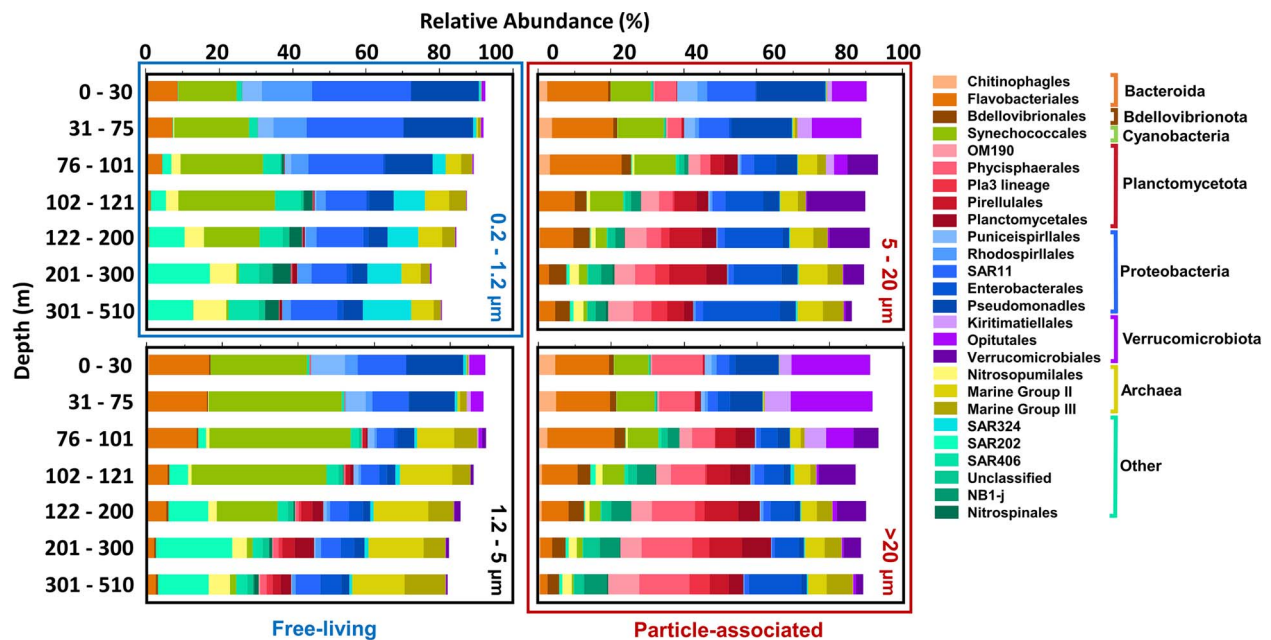 Relative Abundance (%)
0 20 40 60 80 100
0 20 40 60 80 100
Depth (m)
0 - 30
31 - 75
76 - 101
102 - 121
122 - 200
201 - 300
301 - 510
0.2 - 1.2 µm
5 - 20 µm
0 - 30
31 - 75
76 - 101
102 - 121
122 - 200
201 - 300
301 - 510
1.2 - 5 µm
>20 µm
Free-living
Particle-associated
Chitinophagles
Flavobacteriales
Bdellovibrionales
Synechococcales
OM190
Phycisphaerales
Pla3 lineage
Pirellulales
Planctomycetales
Puniceispirllales
Rhodospirllales
SAR11
Enterobacterales
Pseudomonadles
Kiritimatiellales
Opitutales
Verrucomicrobiales
Nitrosopumilales
Marine Group II
Marine Group III
SAR324
SAR202
SAR406
Unclassified
NB1-j
Nitrospinales
Bacteroida
Bdellovibrionota
Cyanobacteria
Planctomycetota
Proteobacteria
Verrucomicrobiota
Archaea
Other